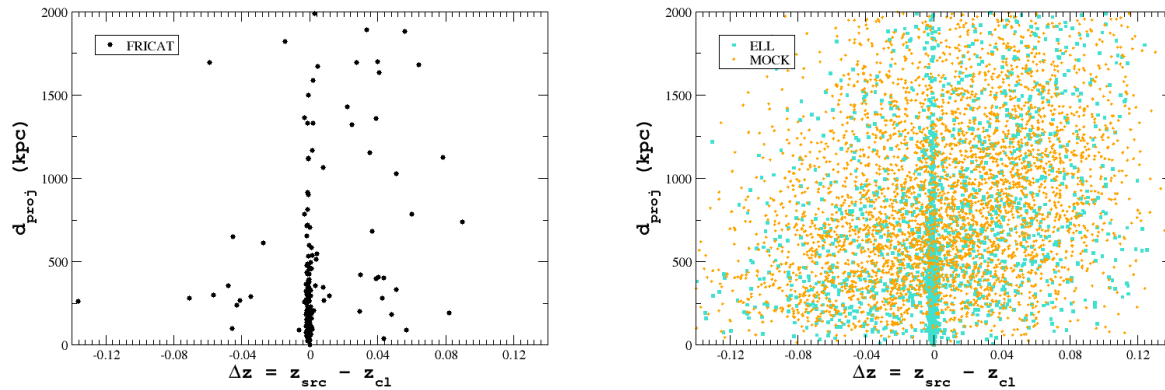 2000
1500
1000
500
0
d_proj (kpc)
FRICAT
-0.12 -0.08 -0.04 0 0.04 0.08 0.12
Δz = z_src - z_cl
2000
1500
1000
500
0
d_proj (kpc)
ELL
MOCK
-0.12 -0.08 -0.04 0 0.04 0.08 0.12
Δz = z_src - z_cl